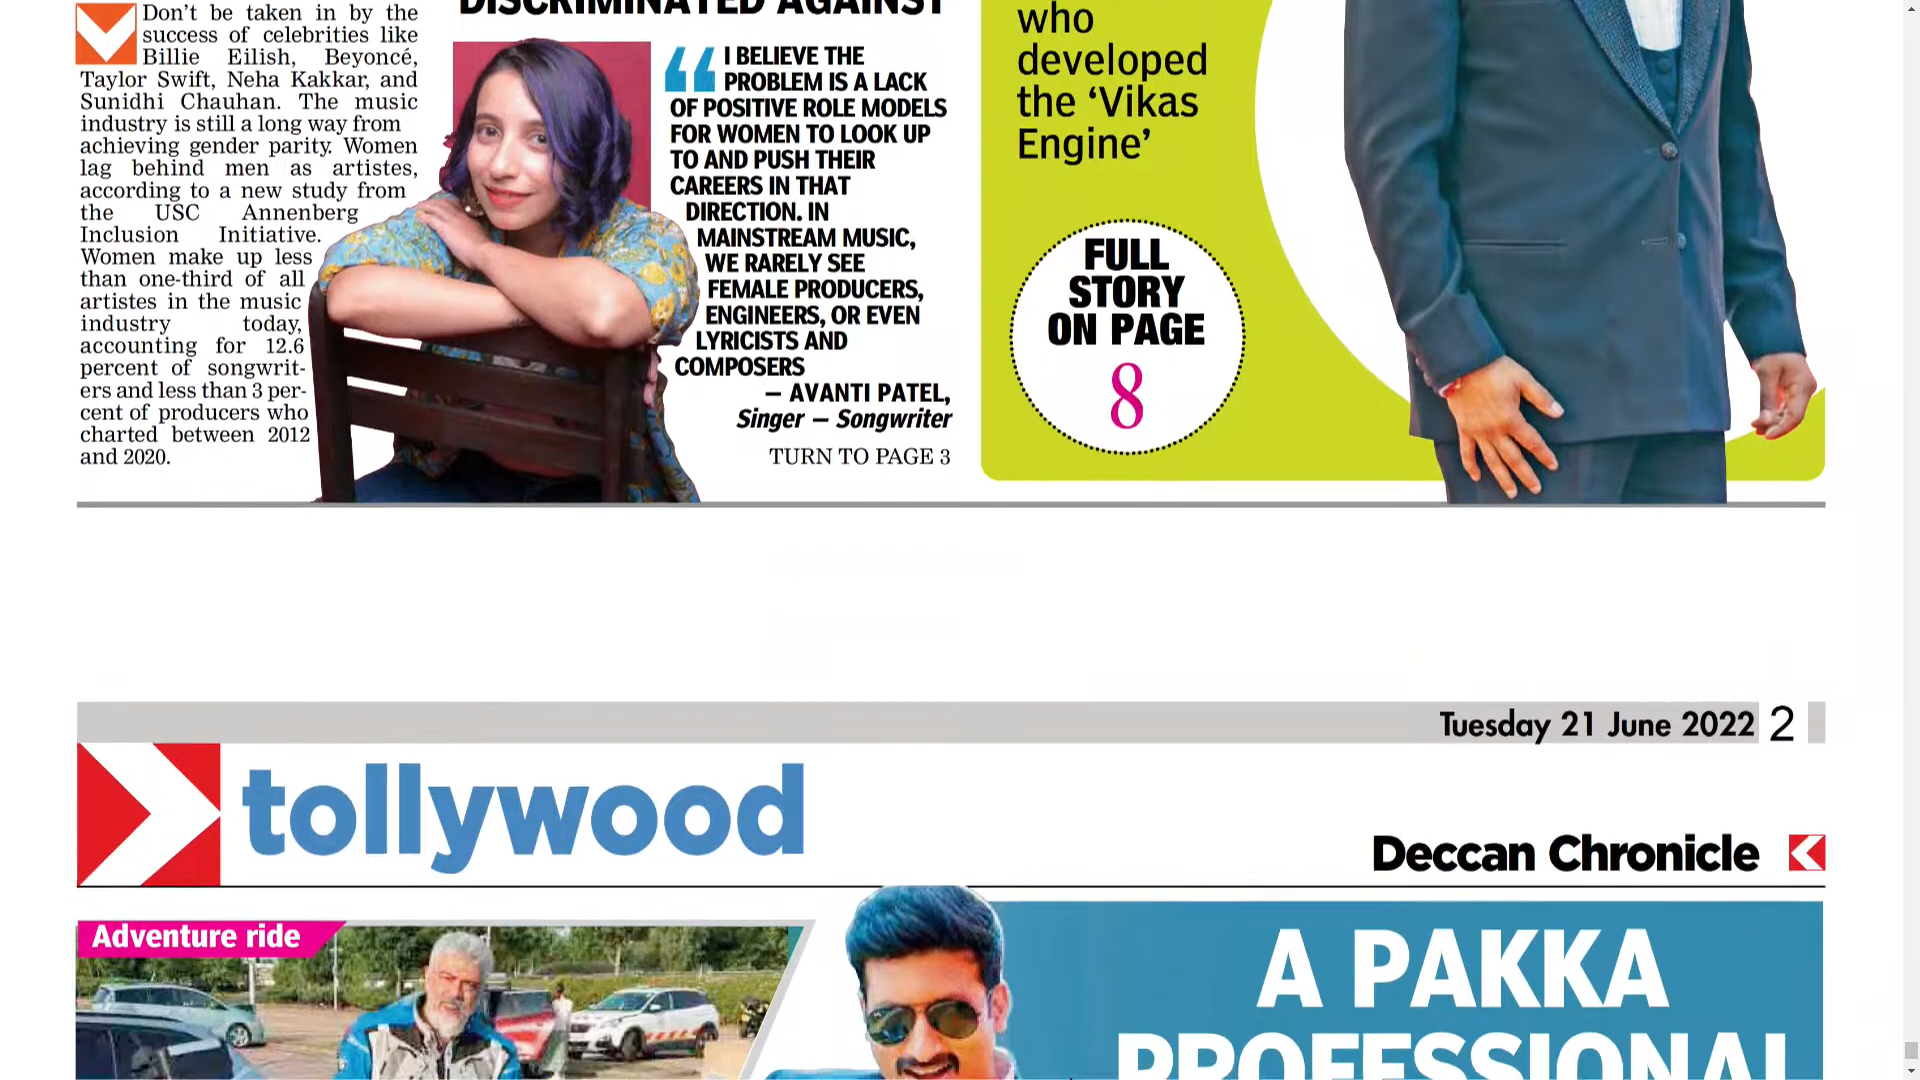 DISCRIMINATED AGAINST
Don't be taken in by the
success of celebrities like
Billie Eilish, Beyoncé,
Taylor Swift, Neha Kakkar, and
Sunidhi Chauhan. The music
industry is still a long way from
achieving gender parity. Women
lag behind men as artistes,
according to a new study from
the USC Annenberg
Inclusion Initiative.
Women make up less
than one-third of all
artistes in the music
industry today,
accounting for 12.6
percent of songwrit-
ers and less than 3 per-
cent of producers who
charted between 2012
and 2020.
“I BELIEVE THE
PROBLEM IS A LACK
OF POSITIVE ROLE MODELS
FOR WOMEN TO LOOK UP
TO AND PUSH THEIR
CAREERS IN THAT
DIRECTION. IN
MAINSTREAM MUSIC,
WE RARELY SEE
FEMALE PRODUCERS,
ENGINEERS, OR EVEN
LYRICISTS AND
COMPOSERS
— AVANTI PATEL,
Singer — Songwriter
TURN TO PAGE 3
who
developed
the ‘Vikas
Engine’
FULL
STORY
ON PAGE
8
Tuesday 21 June 2022 2
tollywood
Deccan Chronicle
Adventure ride
A PAKKA
PROFESSIONAL